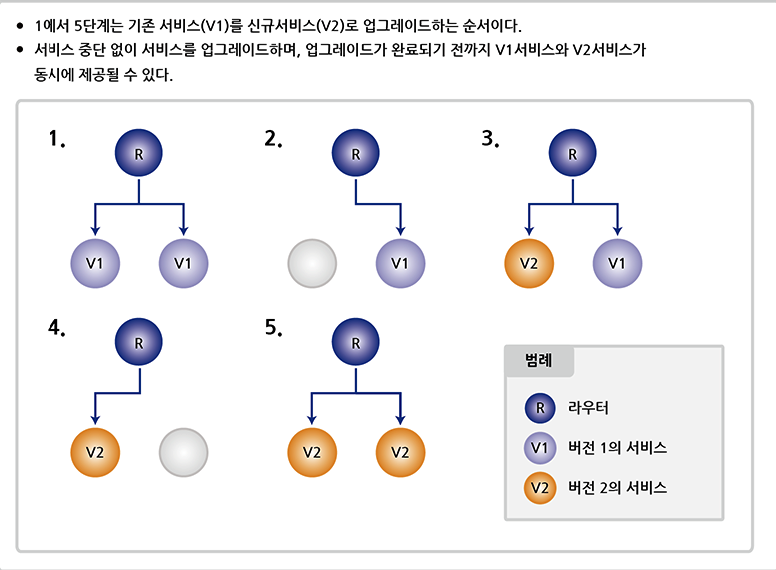 • 1에서 5단계는 기존 서비스(V1)를 신규서비스(V2)로 업그레이드하는 순서이다.
• 서비스 중단 없이 서비스를 업그레이드하며, 업그레이드가 완료되기 전까지 V1서비스와 V2서비스가
동시에 제공될 수 있다.
1. 2. 3.
R R R
V1 V1 V1 V2 V1
4. 5.
R R
V2 V2 V2
범례
R 라우터
V1 버전 1의 서비스
V2 버전 2의 서비스